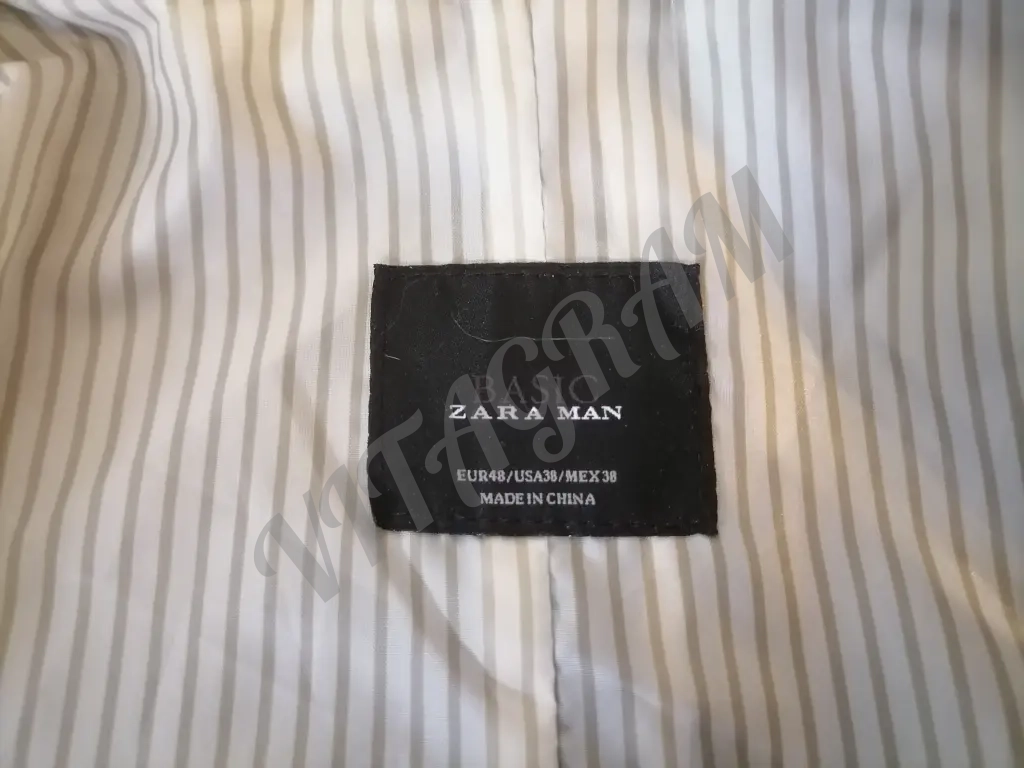 BASIC
ZARA MAN
EUR48/USA38/MEX38
MADE IN CHINA
VITAGRAM